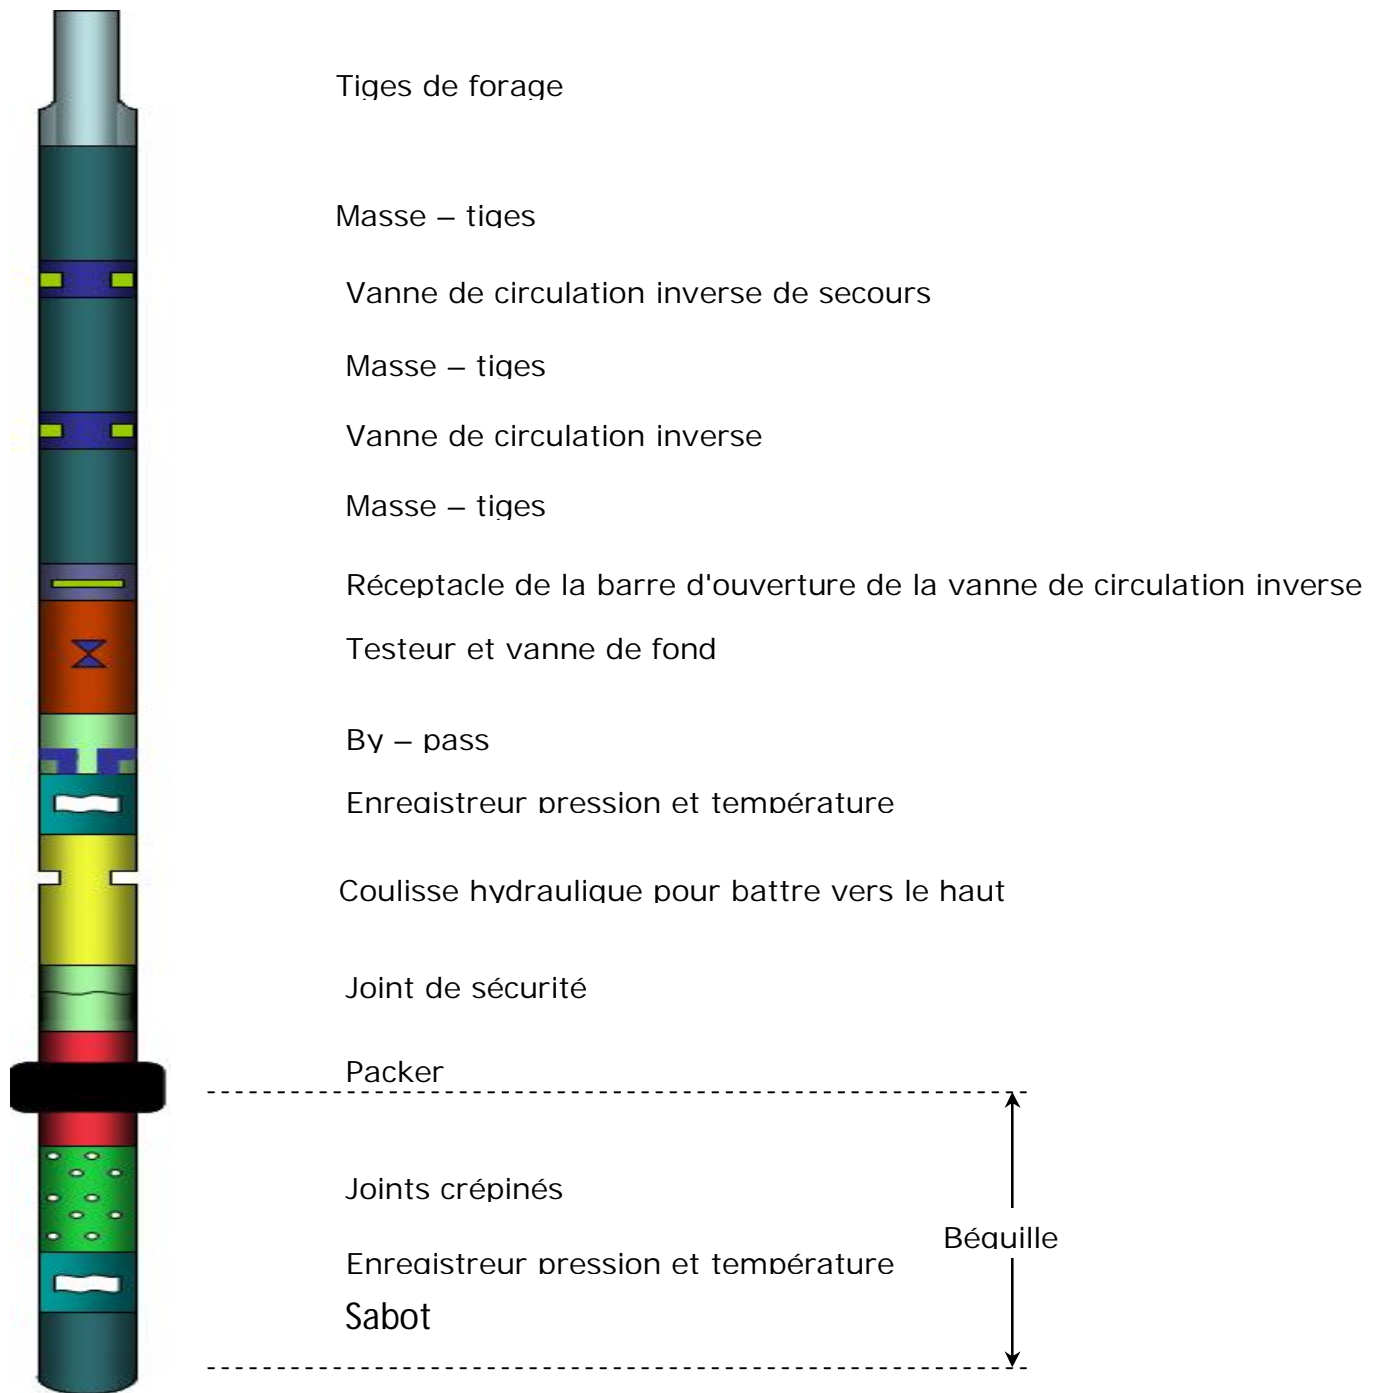 Tiges de forage
Masse – tiges
Vanne de circulation inverse de secours
Masse – tiges
Vanne de circulation inverse
Masse – tiges
Réceptacle de la barre d'ouverture de la vanne de circulation inverse
Testeur et vanne de fond
By – pass
Enregistreur pression et température
Coulisse hydraulique pour battre vers le haut
Joint de sécurité
Packer
Joints crépinés
Béquille
Enregistreur pression et température
Sabot